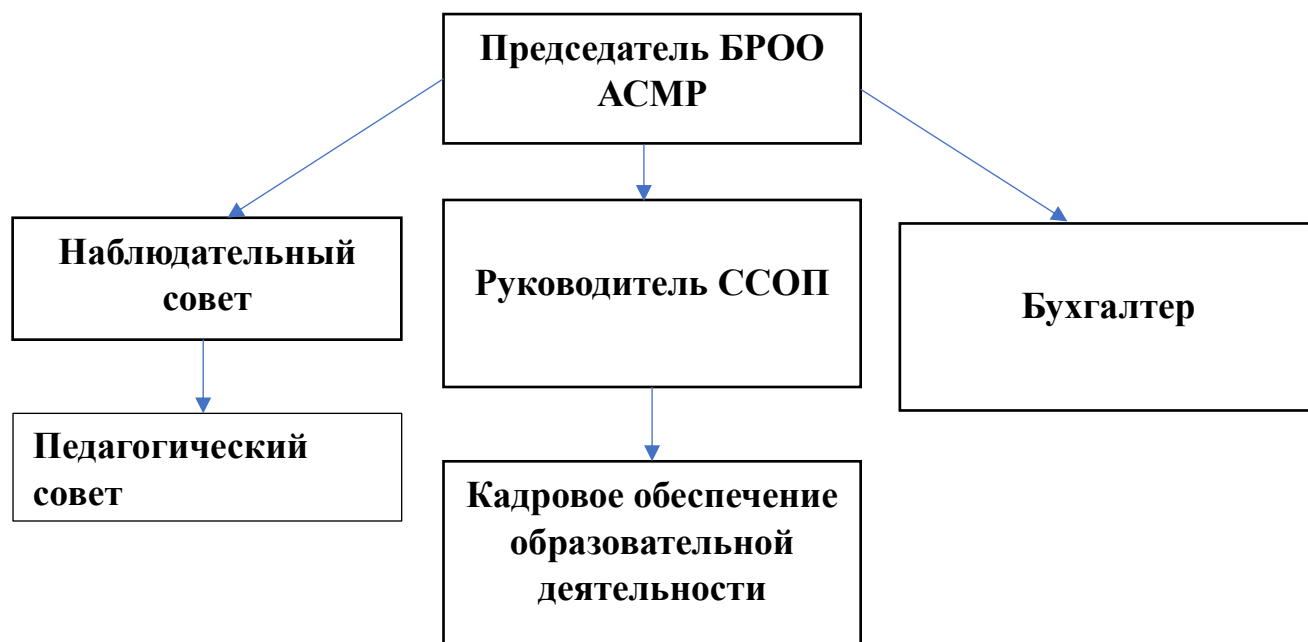 Председатель БРОО
АСМР
Наблюдательный
совет
Руководитель ССОП
Бухгалтер
Педагогический
совет
Кадровое обеспечение
образовательной
деятельности